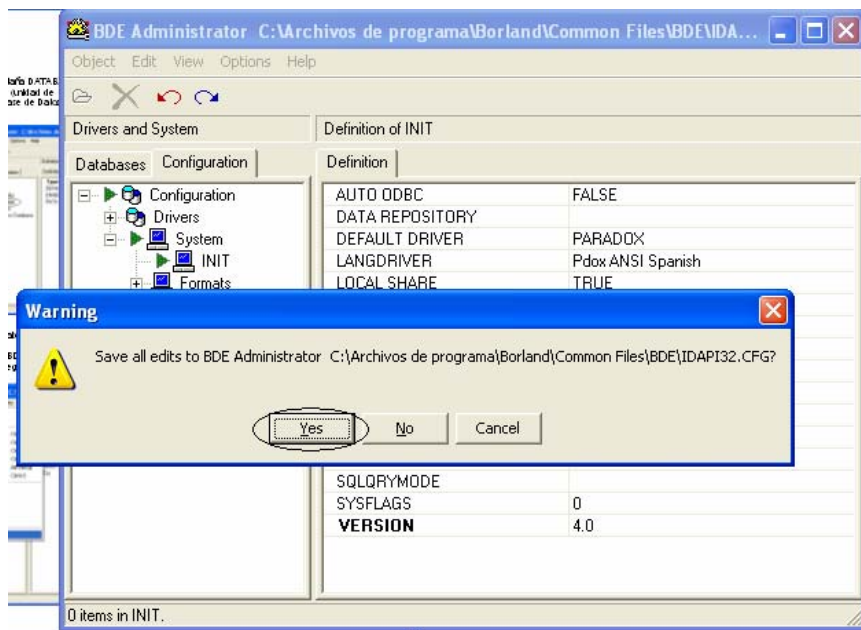 BDE Administrator C:\Archivos de programa\Borland\Common Files\BDE\IDA...
Object Edit View Options Help
Drivers and System
Definition of INIT
Databases Configuration
Definition
Configuration
Drivers
System
INIT
Formats
AUTO ODBC FALSE
DATA REPOSITORY
DEFAULT DRIVER PARADOX
LANGDRIVER Pdox ANSI Spanish
LOCAL SHARE TRUE
Warning
Save all edits to BDE Administrator C:\Archivos de programa\Borland\Common Files\BDE\IDAPI32.CFG?
Yes No Cancel
SQLQRYMODE
SYSFLAGS 0
VERSION 4.0
0 items in INIT.